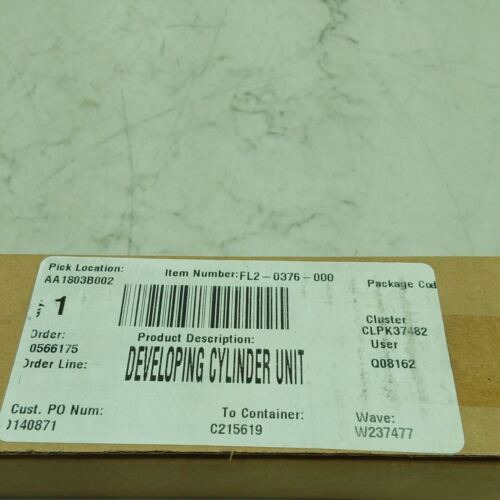 Pick Location:
AA1803B002
Item Number:FL2-0376-000
Package Cod
1
Cluster
CLPK37482
User
Q08162
Order:
0566175
Order Line:
Product Description:
DEVELOPING CYLINDER UNIT
Cust. PO Num:
0140871
To Container:
C215619
Wave:
W237477